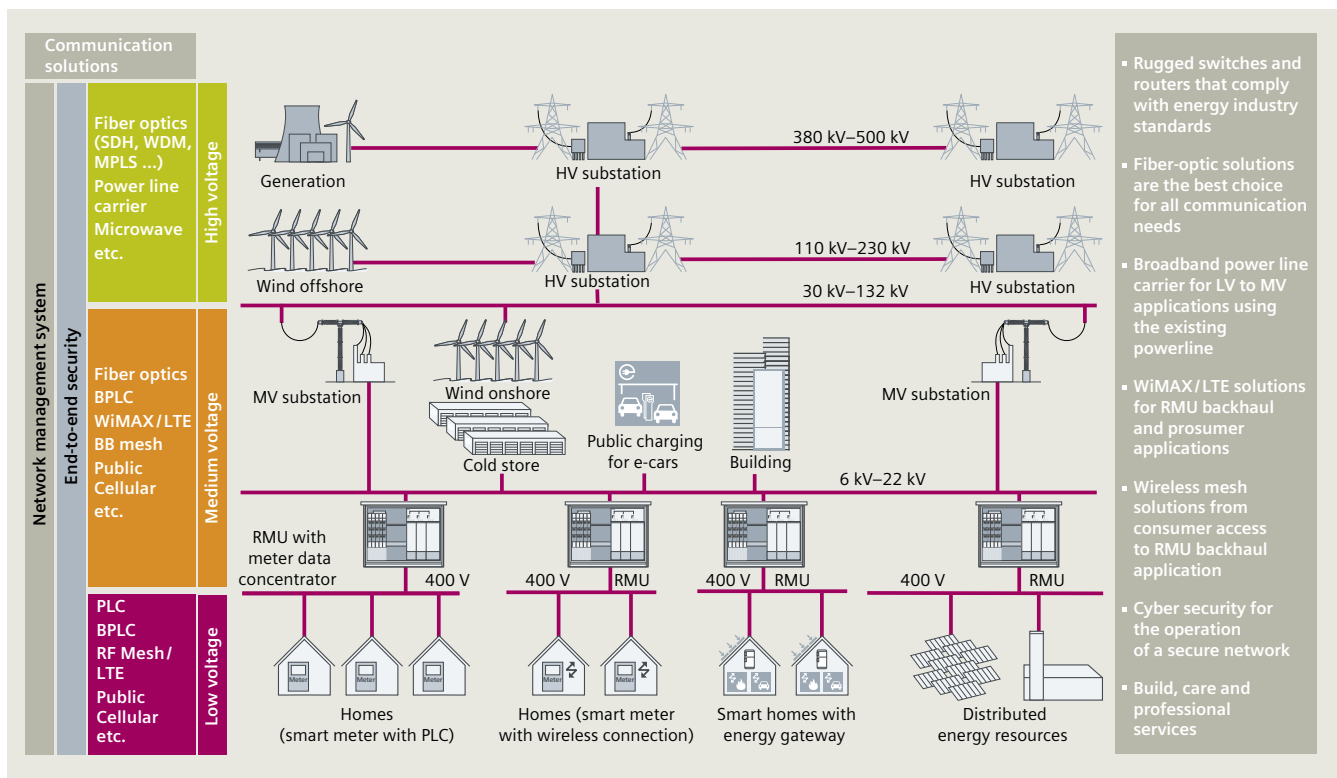 Communication
solutions
Network management system
End-to-end security
Fiber optics
(SDH, WDM,
MPLS ...)
Power line
carrier
Microwave
etc.
High voltage
Fiber optics
BPLC
WiMAX/LTE
BB mesh
Public
Cellular
etc.
Medium voltage
PLC
BPLC
RF Mesh/
LTE
Public
Cellular
etc.
Low voltage
Generation
HV substation
380 kV–500 kV
HV substation
Wind offshore
HV substation
110 kV–230 kV
HV substation
30 kV–132 kV
MV substation
Wind onshore
Cold store
Public charging
for e-cars
Building
MV substation
6 kV–22 kV
RMU with
meter data
concentrator
400 V
400 V
RMU
400 V
RMU
400 V
RMU
Meter
Meter
Meter
Homes
(smart meter with PLC)
Meter
Meter
Homes (smart meter
with wireless connection)
Smart homes with
energy gateway
Distributed
energy resources
▪ Rugged switches and
routers that comply
with energy industry
standards
▪ Fiber-optic solutions
are the best choice
for all communication
needs
▪ Broadband power line
carrier for LV to MV
applications using
the existing
powerline
▪ WiMAX/LTE solutions
for RMU backhaul
and prosumer
applications
▪ Wireless mesh
solutions from
consumer access
to RMU backhaul
application
▪ Cyber security for
the operation
of a secure network
▪ Build, care and
professional
services